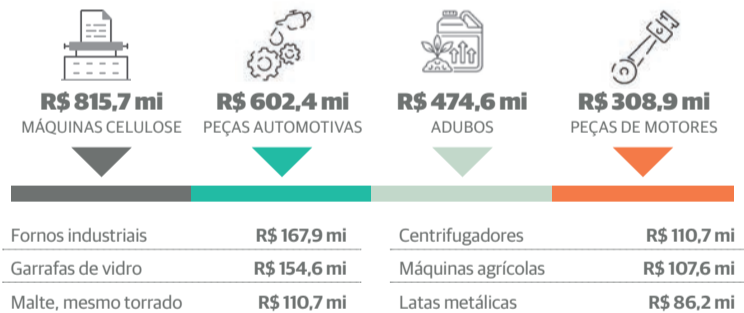 R$ 815,7 mi
MÁQUINAS CELULOSE
R$ 602,4 mi
PEÇAS AUTOMOTIVAS
R$ 474,6 mi
ADUBOS
R$ 308,9 mi
PEÇAS DE MOTORES
Fornos industriais R$ 167,9 mi
Garrafas de vidro R$ 154,6 mi
Malte, mesmo torrado R$ 110,7 mi
Centrifugadores R$ 110,7 mi
Máquinas agrícolas R$ 107,6 mi
Latas metálicas R$ 86,2 mi